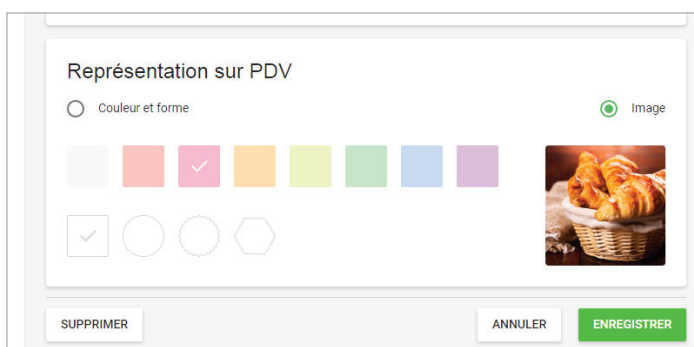 Représentation sur PDV
Couleur et forme
Image
SUPPRIMER
ANNULER
ENREGISTRER